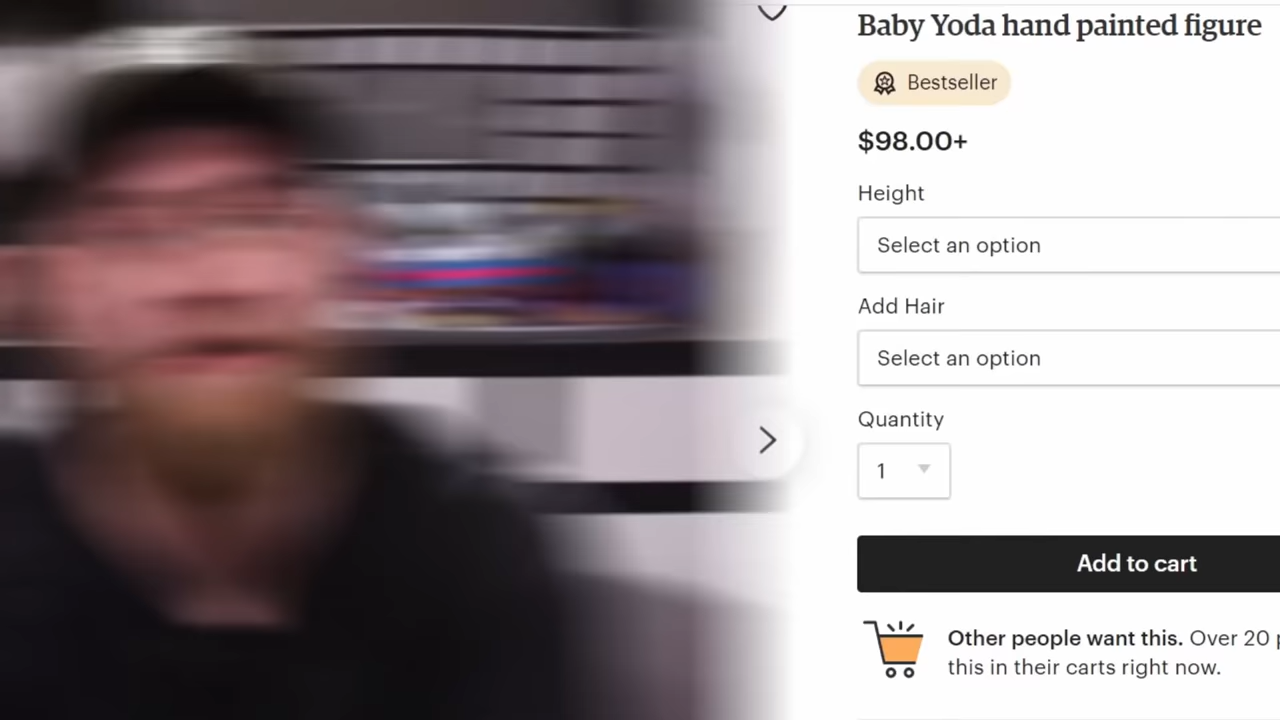 Baby Yoda hand painted figure
Bestseller
$98.00+
Height
Select an option
Add Hair
Select an option
Quantity
1
Add to cart
Other people want this. Over 20
this in their carts right now.